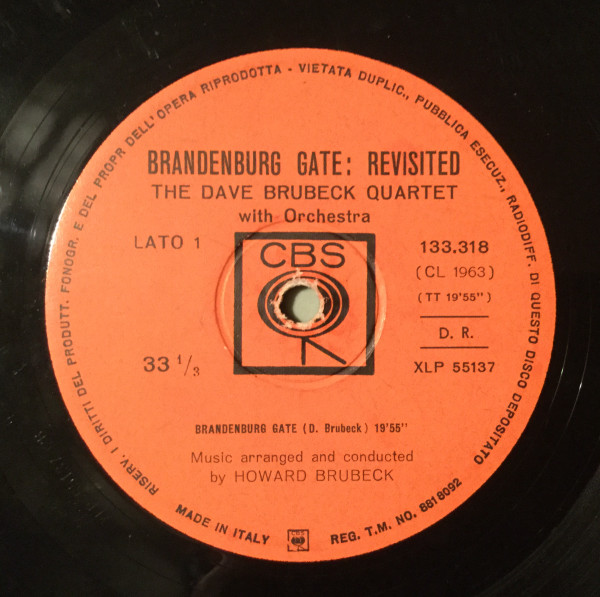 RISERV. I DIRITTI DEL PRODUTT. FONOGR. E DEL PROPR DELL'OPERA RIPRODOTTA - VIETATA DUPLIC., PUBBLICA ESECUZ., RADIODIFF. DI QUESTO DISCO DEPOSITATO
BRANDENBURG GATE: REVISITED
THE DAVE BRUBECK QUARTET
with Orchestra
LATO 1
CBS
133.318
(CL 1963)
(TT 19'55")
D. R.
33 1/3
XLP 55137
BRANDENBURG GATE (D. Brubeck) 19'55"
Music arranged and conducted
by HOWARD BRUBECK
MADE IN ITALY
CBS
REG. T.M. NO. 8818092